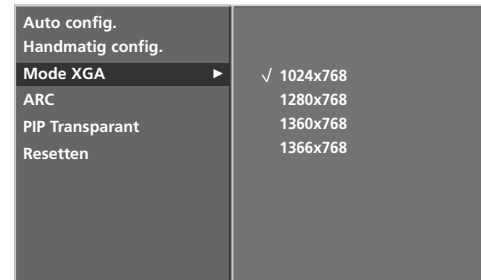 Auto config.
Handmatig config.
Mode XGA ►
ARC
PIP Transparant
Resetten
√ 1024x768
1280x768
1360x768
1366x768